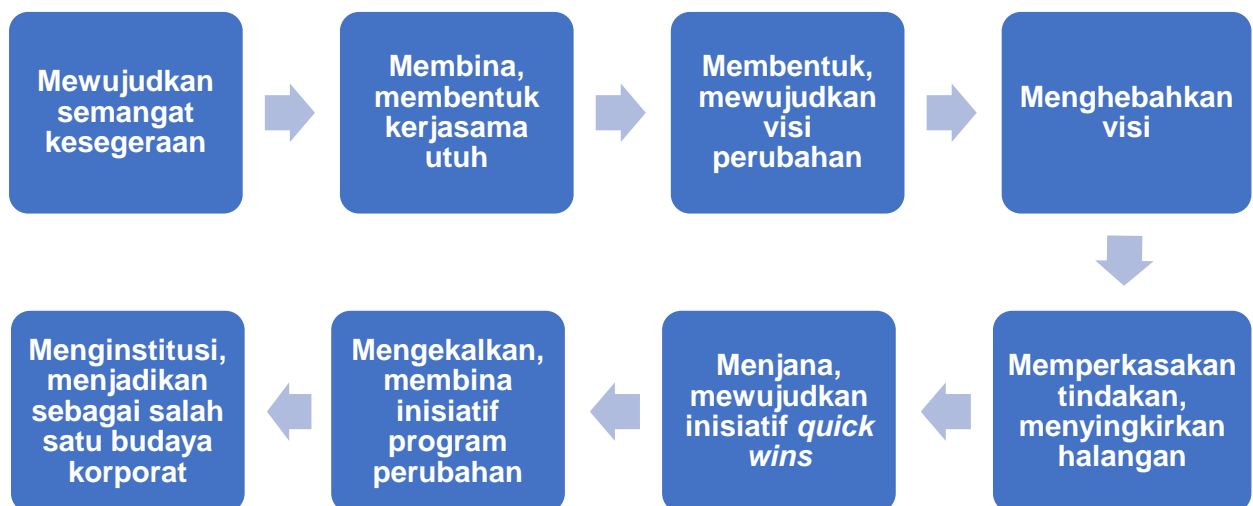 Mewujudkan
semangat
kesegeraan
Membina,
membentuk
kerjasama
utuh
Membentuk,
mewujudkan
visi
perubahan
Menghebahkan
visi
Memperkasakan
tindakan,
menyingkirkan
halangan
Menjana,
mewujudkan
inisiatif quick
wins
Mengekalkan,
membina
inisiatif
program
perubahan
Menginstitusi,
menjadikan
sebagai salah
satu budaya
korporat